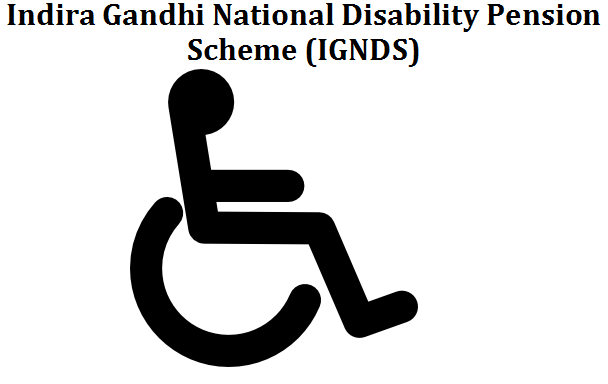 Indira Gandhi National Disability Pension
Scheme (IGNDS)